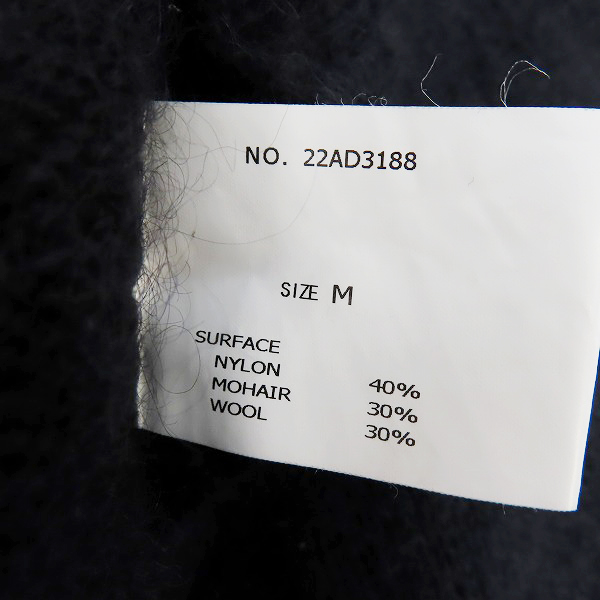 NO. 22AD3188
SIZE M
SURFACE
NYLON 40%
MOHAIR 30%
WOOL 30%